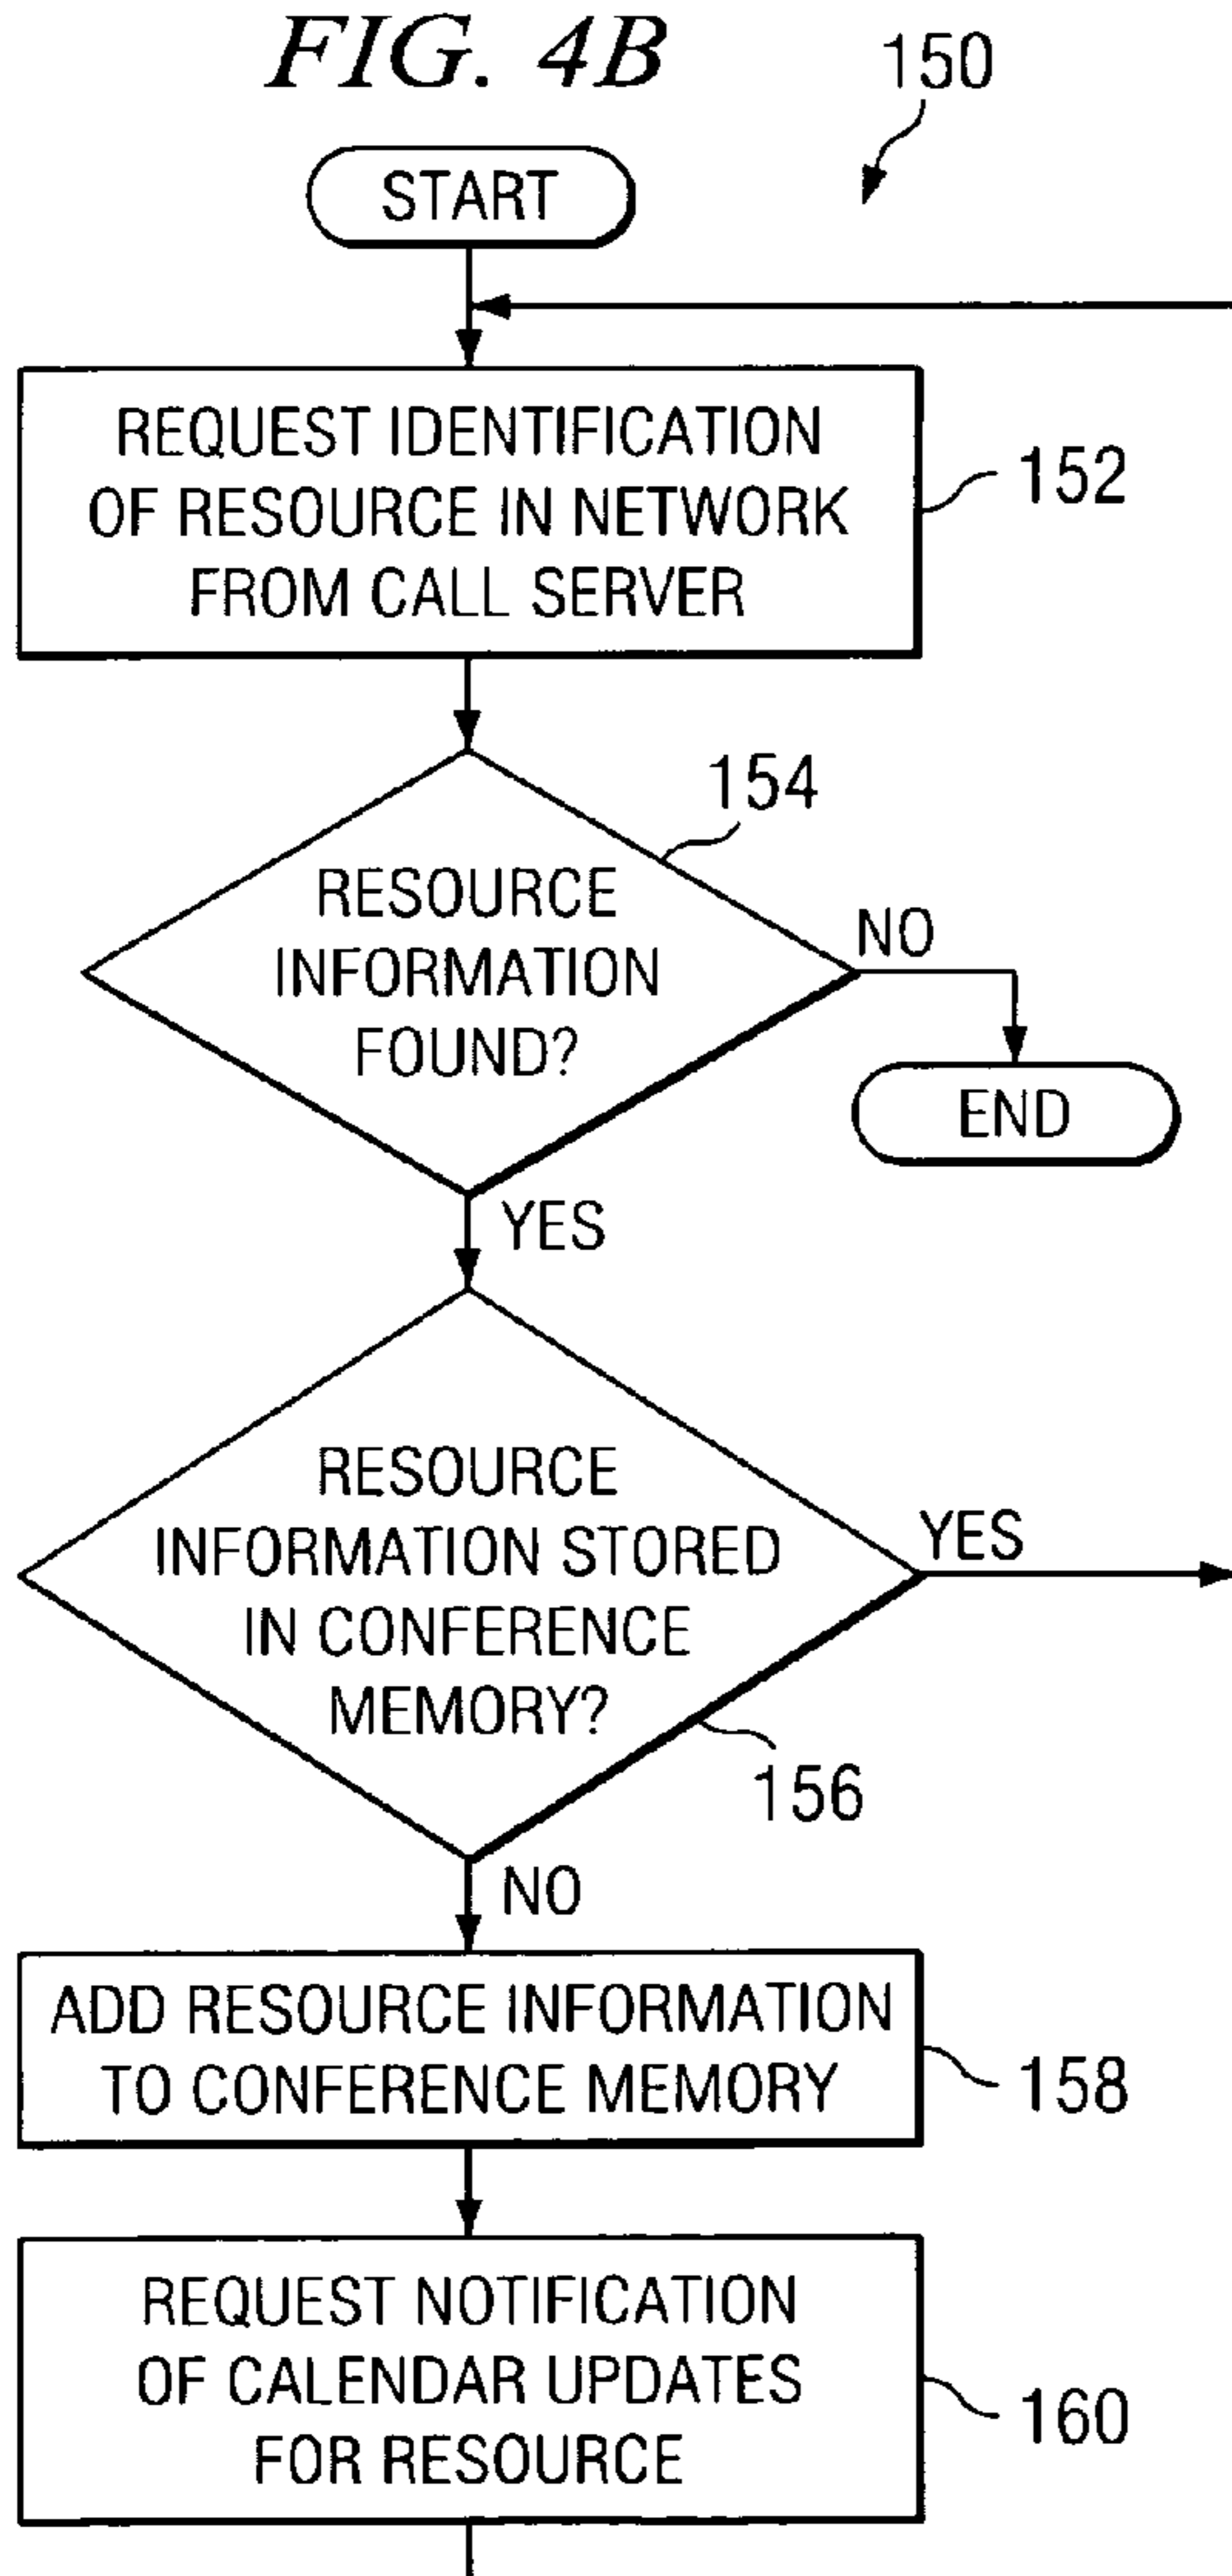 FIG. 4B
150
START
REQUEST IDENTIFICATION
OF RESOURCE IN NETWORK
FROM CALL SERVER
152
154
RESOURCE
INFORMATION
FOUND?
NO
END
YES
RESOURCE
INFORMATION STORED
IN CONFERENCE
MEMORY?
YES
156
NO
ADD RESOURCE INFORMATION
TO CONFERENCE MEMORY
158
REQUEST NOTIFICATION
OF CALENDAR UPDATES
FOR RESOURCE
160